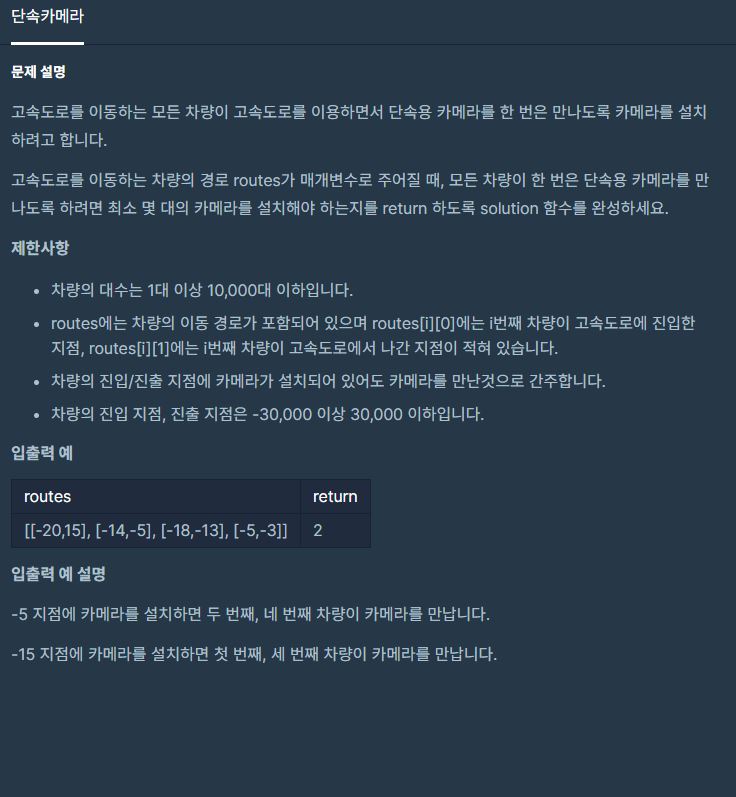 단속카메라
문제 설명
고속도로를 이동하는 모든 차량이 고속도로를 이용하면서 단속용 카메라를 한 번은 만나도록 카메라를 설치
하려고 합니다.
고속도로를 이동하는 차량의 경로 routes가 매개변수로 주어질 때, 모든 차량이 한 번은 단속용 카메라를 만
나도록 하려면 최소 몇 대의 카메라를 설치해야 하는지를 return 하도록 solution 함수를 완성하세요.
제한사항
• 차량의 대수는 1대 이상 10,000대 이하입니다.
• routes에는 차량의 이동 경로가 포함되어 있으며 routes[i][0]에는 i번째 차량이 고속도로에 진입한
지점, routes[i][1]에는 i번째 차량이 고속도로에서 나간 지점이 적혀 있습니다.
• 차량의 진입/진출 지점에 카메라가 설치되어 있어도 카메라를 만난것으로 간주합니다.
• 차량의 진입 지점, 진출 지점은 -30,000 이상 30,000 이하입니다.
입출력 예
routes return
[[-20,15], [-14,-5], [-18,-13], [-5,-3]] 2
입출력 예 설명
-5 지점에 카메라를 설치하면 두 번째, 네 번째 차량이 카메라를 만납니다.
-15 지점에 카메라를 설치하면 첫 번째, 세 번째 차량이 카메라를 만납니다.